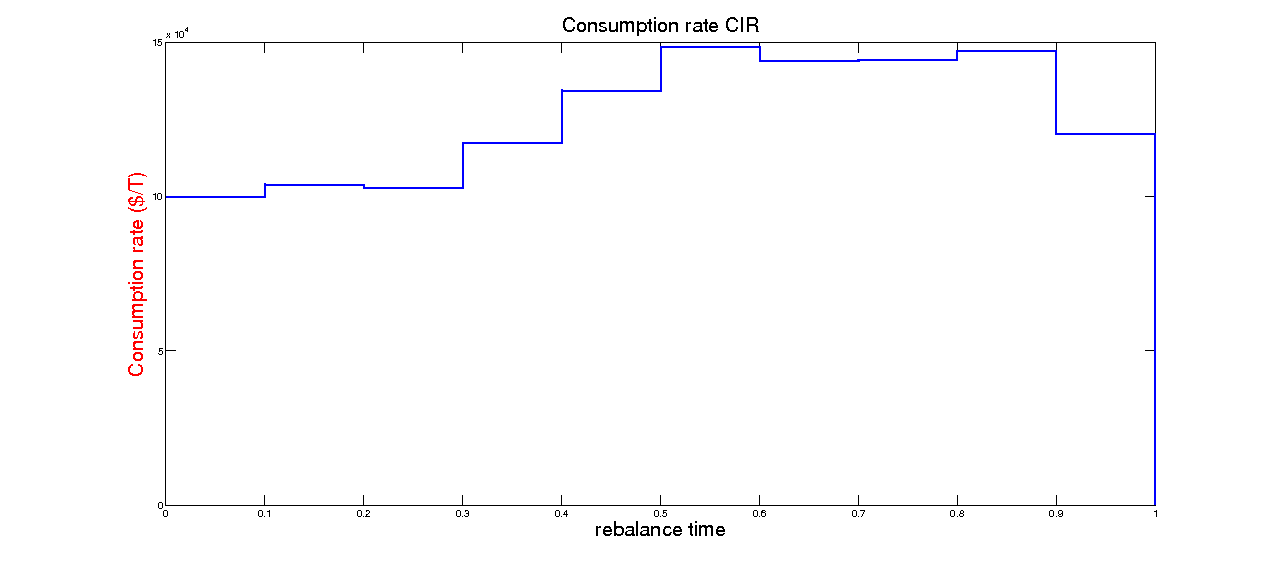 Consumption rate CIR
x 10^4
15
10
5
0
Consumption rate ($/T)
0 0.1 0.2 0.3 0.4 0.5 0.6 0.7 0.8 0.9 1
rebalance time